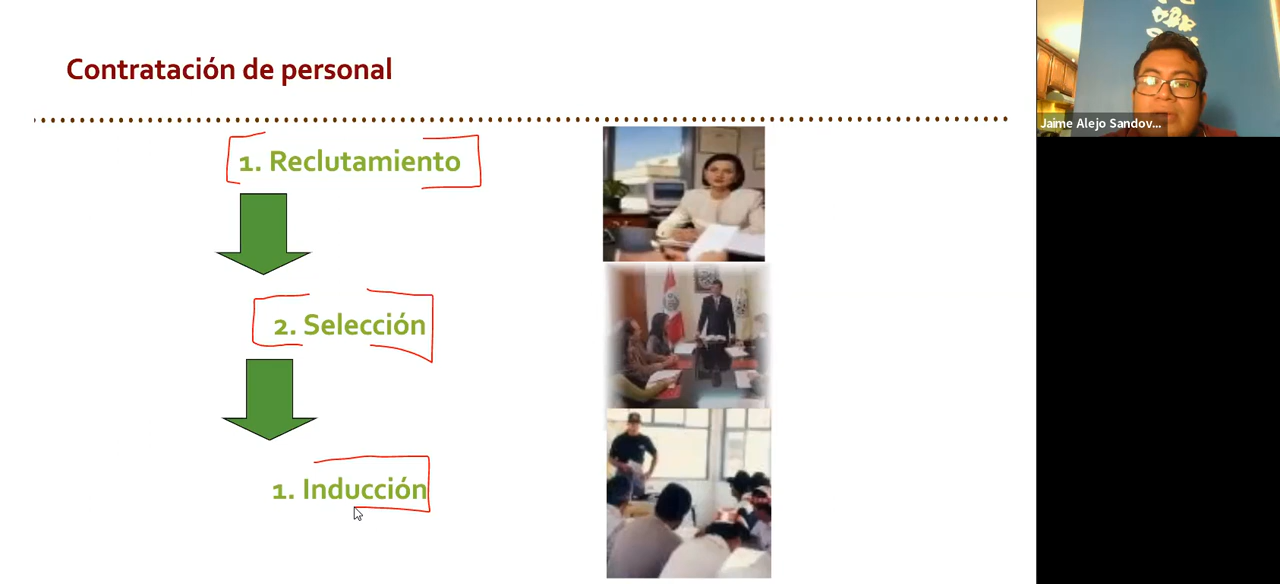 Contratación de personal
1. Reclutamiento
2. Selección
1. Inducción
Jaime Alejo Sandov...